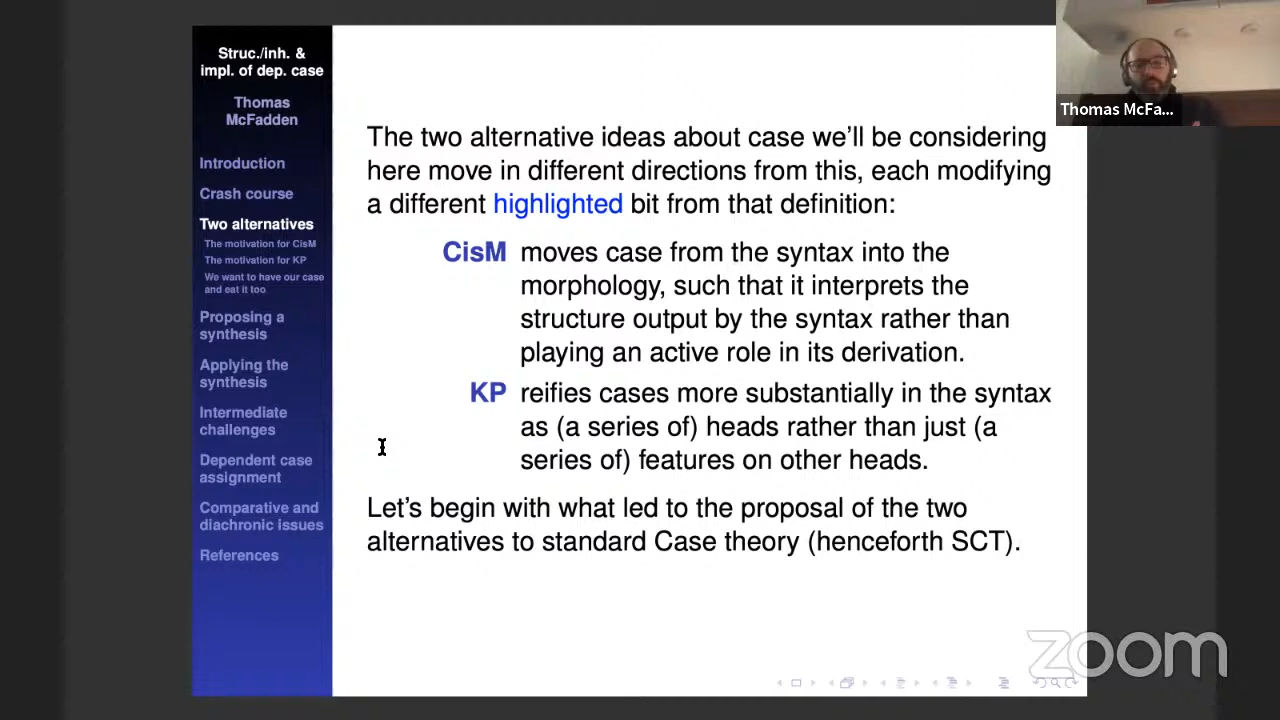 Struc./inh. &
impl. of dep. case
Thomas
McFadden
Introduction
Crash course
Two alternatives
The motivation for CisM
The motivation for KP
We want to have our case
and eat it too
Proposing a
synthesis
Applying the
synthesis
Intermediate
challenges
Dependent case
assignment
Comparative and
diachronic issues
References
The two alternative ideas about case we'll be considering
here move in different directions from this, each modifying
a different highlighted bit from that definition:
CisM moves case from the syntax into the
morphology, such that it interprets the
structure output by the syntax rather than
playing an active role in its derivation.
KP reifies cases more substantially in the syntax
as (a series of) heads rather than just (a
series of) features on other heads.
Let's begin with what led to the proposal of the two
alternatives to standard Case theory (henceforth SCT).
Thomas McFa...
zoom